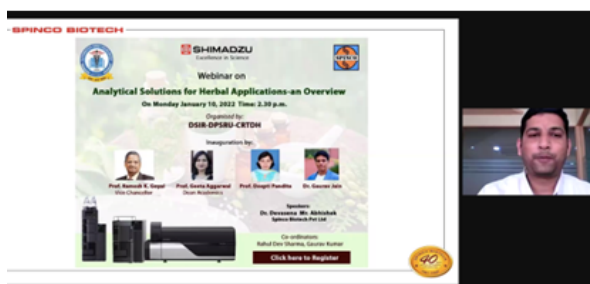 SPINCO BIOTECH
SHIMADZU
Excellence in Science
SPINCO
Webinar on
Analytical Solutions for Herbal Applications-an Overview
On Monday January 10, 2022 Time: 2.30 p.m.
Organised by:
DSIR-DPSRU-CRTDH
Inauguration by:
Prof. Ramesh K. Goyal
Vice Chancellor
Prof. Geeta Aggarwal
Dean Academics
Prof. Deepti Pandita
Dr. Gaurav Jain
Speakers:
Dr. Devasena Mr. Abhishek
Spinco Biotech Pvt Ltd
Co-ordinators:
Rahul Dev Sharma, Gaurav Kumar
Click here to Register
40